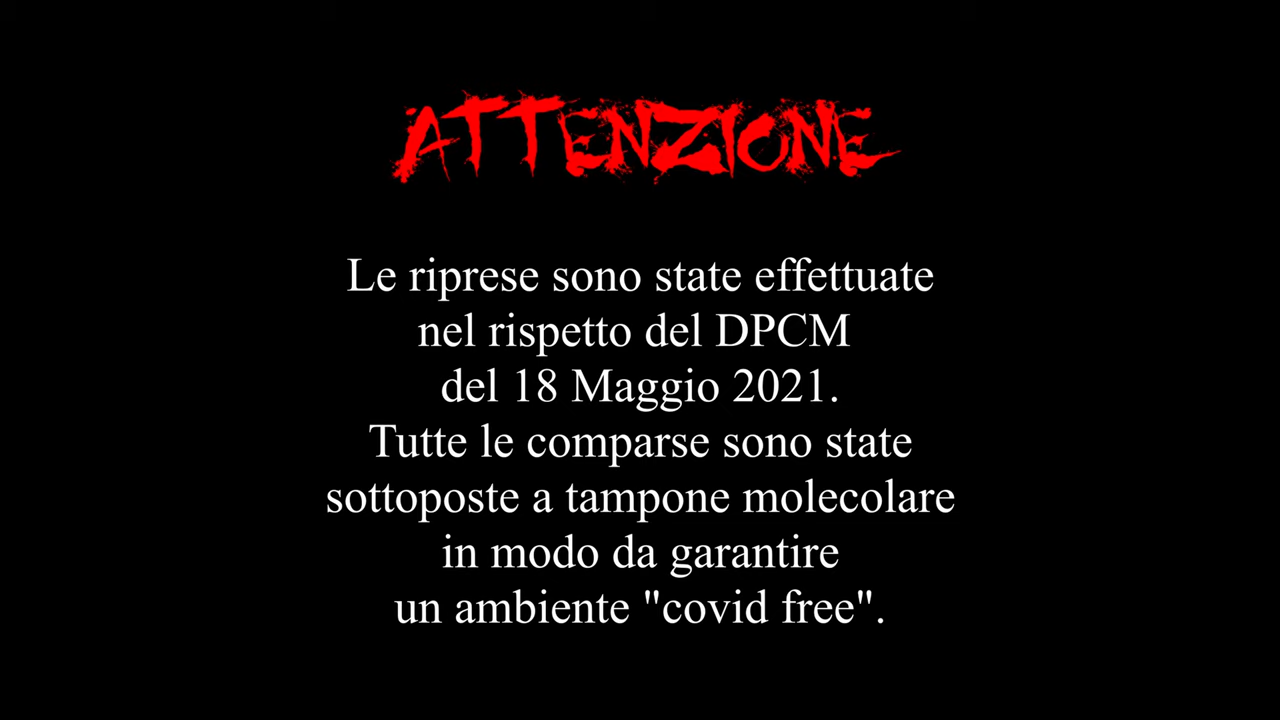 ATTENZIONE
Le riprese sono state effettuate
nel rispetto del DPCM
del 18 Maggio 2021.
Tutte le comparse sono state
sottoposte a tampone molecolare
in modo da garantire
un ambiente "covid free".